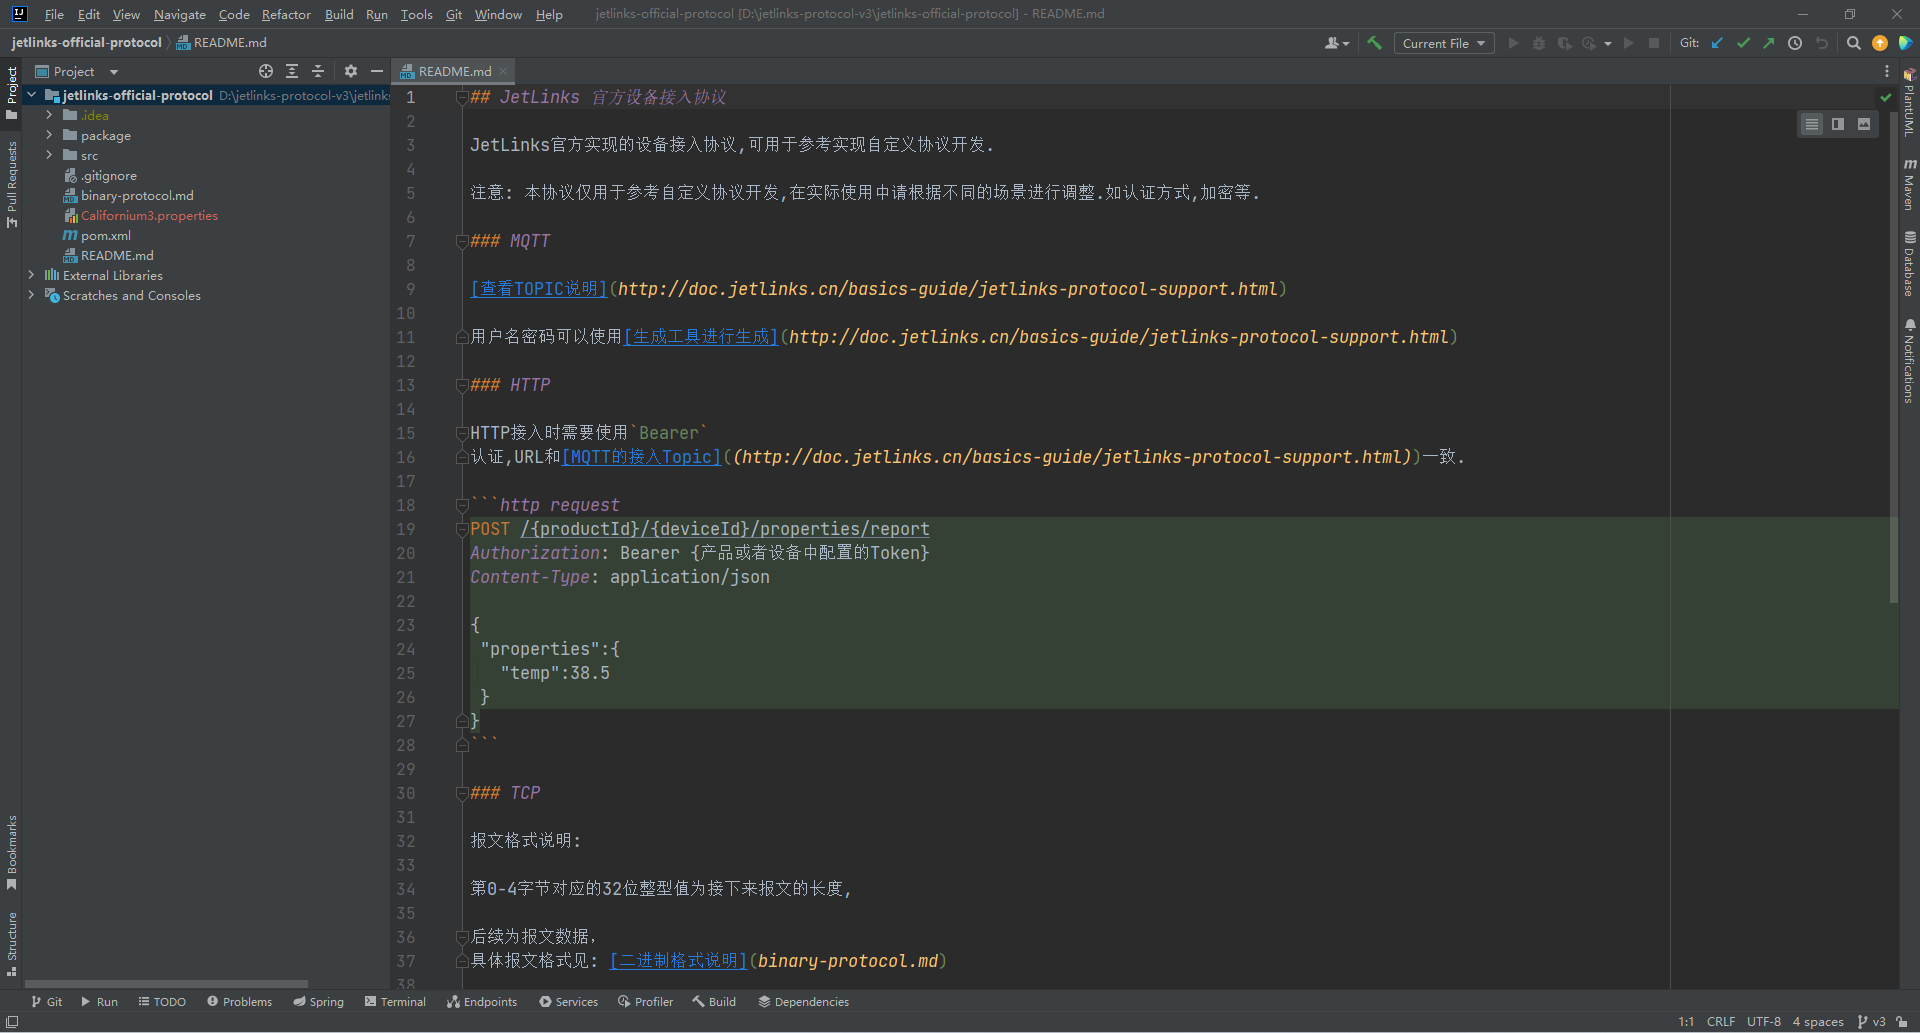 File Edit View Navigate Code Refactor Build Run Tools Git Window Help jetlinks-official-protocol [D:\jetlinks-protocol-v3\jetlinks-official-protocol] - README.md
jetlinks-official-protocol README.md Current File Git:
Project README.md
jetlinks-official-protocol D:\jetlinks-protocol-v3\jetlinks
.idea
package
src
.gitignore
binary-protocol.md
Californium3.properties
pom.xml
README.md
External Libraries
Scratches and Consoles
Project
Pull Requests
Bookmarks
Structure
1 ## JetLinks 官方设备接入协议
2
3 JetLinks官方实现的设备接入协议,可用于参考实现自定义协议开发.
4
5 注意: 本协议仅用于参考自定义协议开发,在实际使用中请根据不同的场景进行调整.如认证方式,加密等.
6
7 ### MQTT
8
9 [查看TOPIC说明](http://doc.jetlinks.cn/basics-guide/jetlinks-protocol-support.html)
10
11 用户名密码可以使用[生成工具进行生成](http://doc.jetlinks.cn/basics-guide/jetlinks-protocol-support.html)
12
13 ### HTTP
14
15 HTTP接入时需要使用`Bearer`
16 认证,URL和[MQTT的接入Topic]((http://doc.jetlinks.cn/basics-guide/jetlinks-protocol-support.html))一致.
17
18 ```http request
19 POST /{productId}/{deviceId}/properties/report
20 Authorization: Bearer {产品或者设备中配置的Token}
21 Content-Type: application/json
22
23 {
24 "properties":{
25 "temp":38.5
26 }
27 }
28 ```
29
30 ### TCP
31
32 报文格式说明:
33
34 第0-4字节对应的32位整型值为接下来报文的长度,
35
36 后续为报文数据,
37 具体报文格式见: [二进制格式说明](binary-protocol.md)
38
PlantUML
Maven
Database
Notifications
Git Run TODO Problems Spring Terminal Endpoints Services Profiler Build Dependencies
1:1 CRLF UTF-8 4 spaces v3